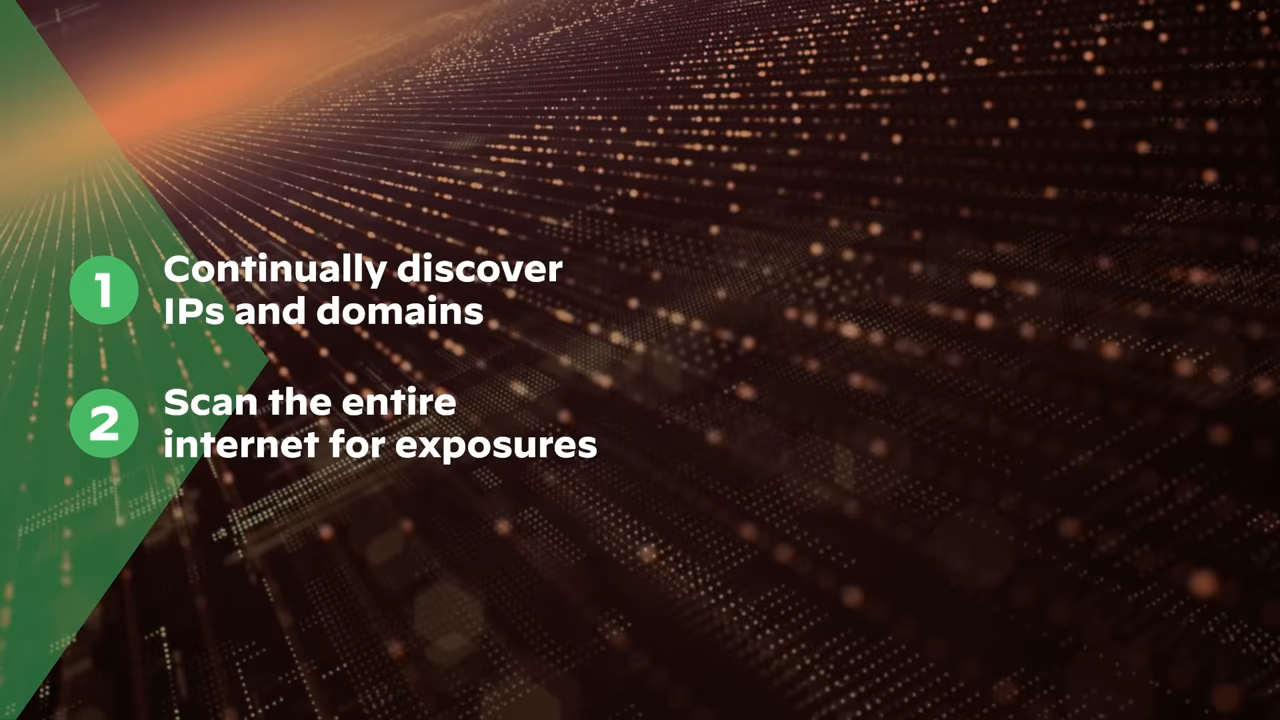 1
Continually discover
IPs and domains
2
Scan the entire
internet for exposures